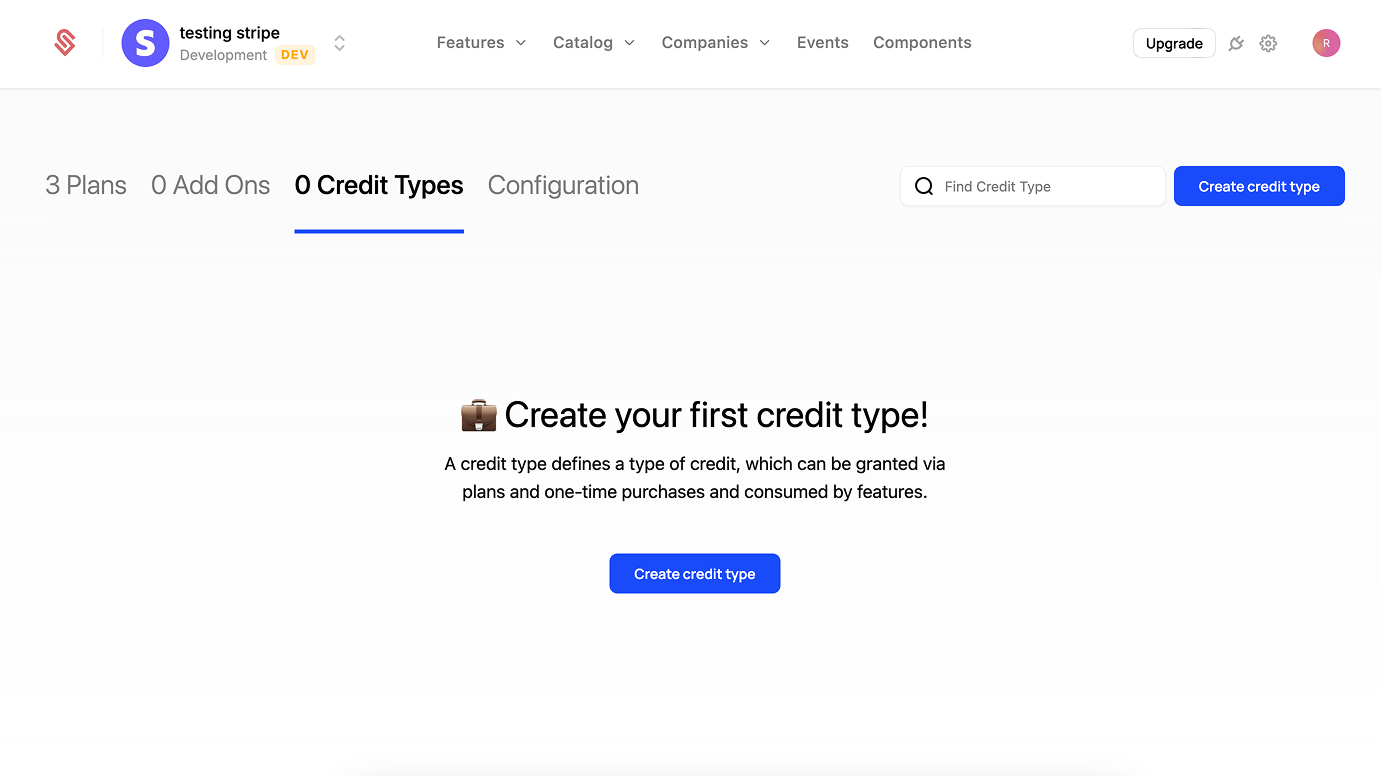 testing stripe
Development DEV
Features
Catalog
Companies
Events
Components
Upgrade
R
3 Plans
0 Add Ons
0 Credit Types
Configuration
Find Credit Type
Create credit type
Create your first credit type!
A credit type defines a type of credit, which can be granted via
plans and one-time purchases and consumed by features.
Create credit type